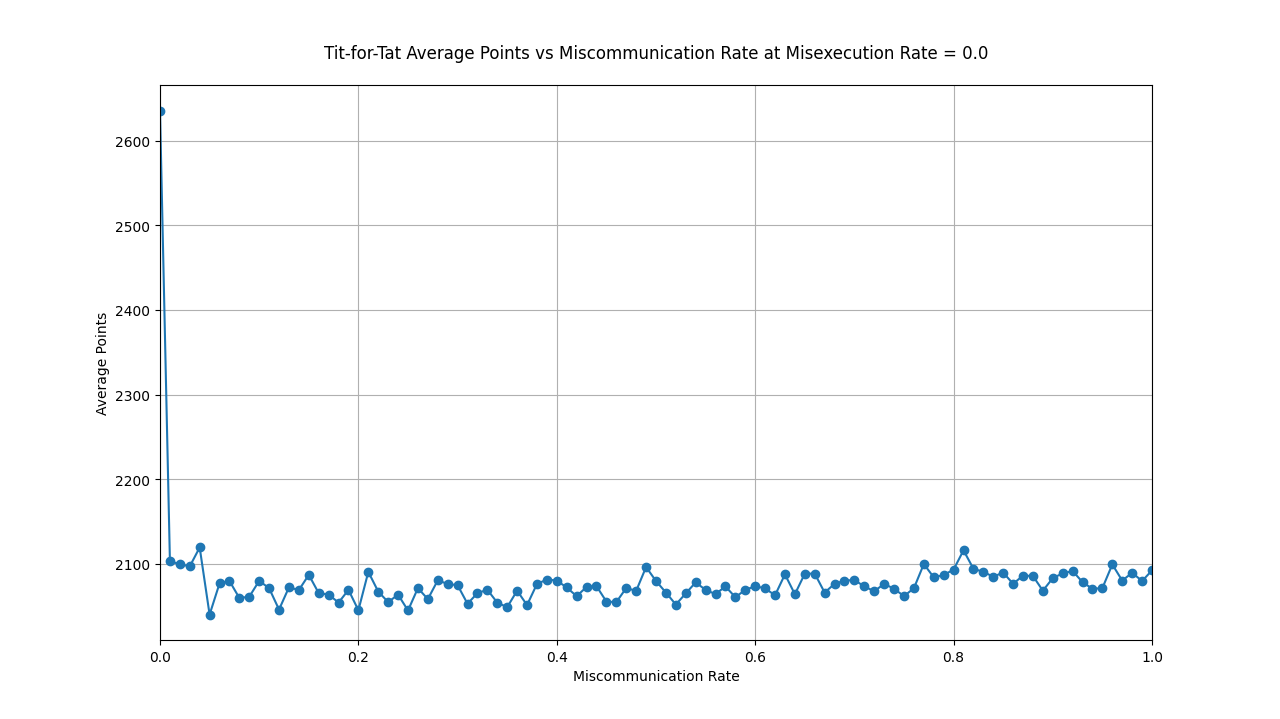 Tit-for-Tat Average Points vs Miscommunication Rate at Misexecution Rate = 0.0
2600
2500
2400
2300
2200
2100
Average Points
0.0 0.2 0.4 0.6 0.8 1.0
Miscommunication Rate